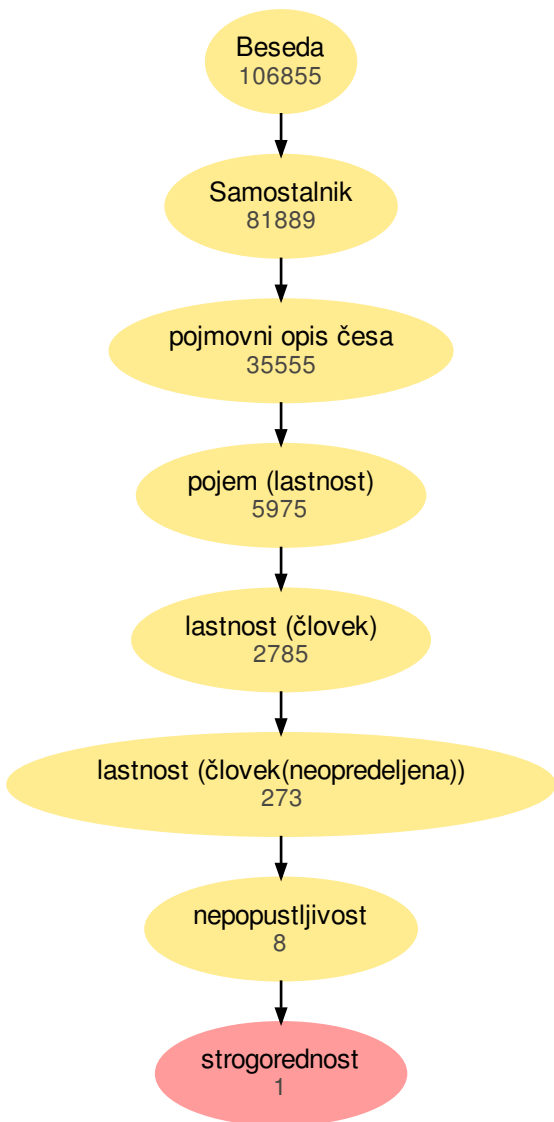 Beseda
106855
Samostalnik
81889
pojmovni opis česa
35555
pojem (lastnost)
5975
lastnost (človek)
2785
lastnost (človek(neopredeljena))
273
nepopustljivost
8
strogorednost
1